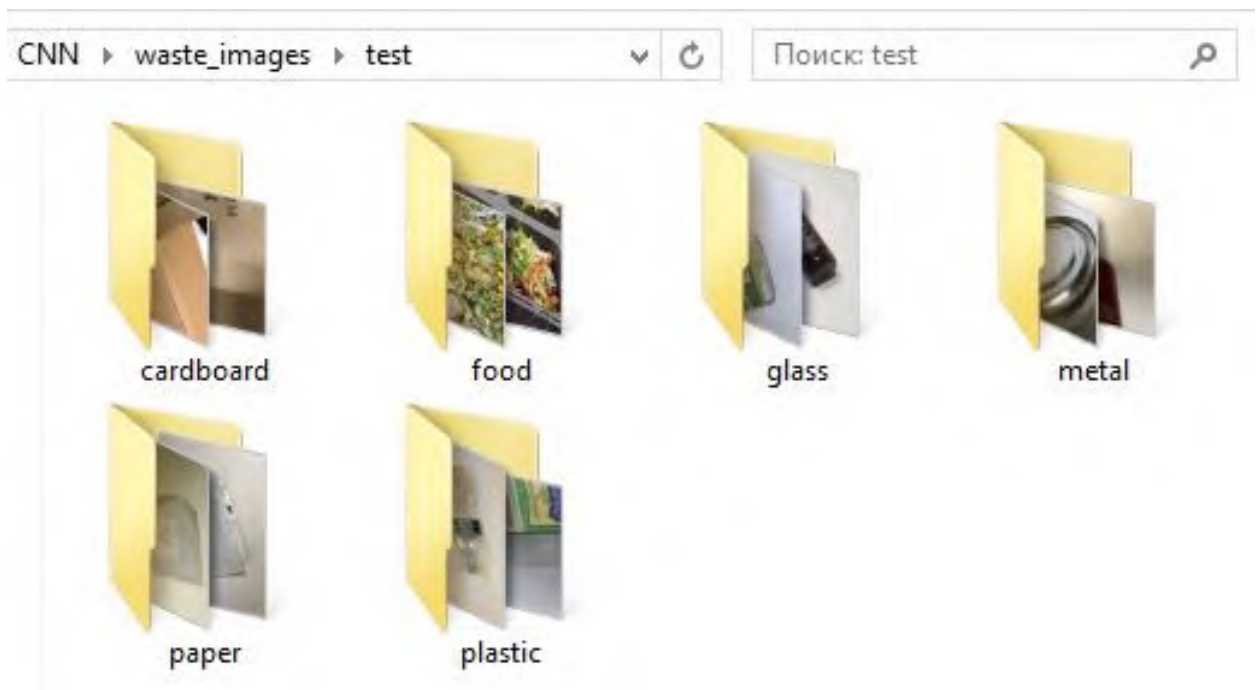 CNN ▸ waste_images ▸ test
Поиск: test
cardboard
food
glass
metal
paper
plastic